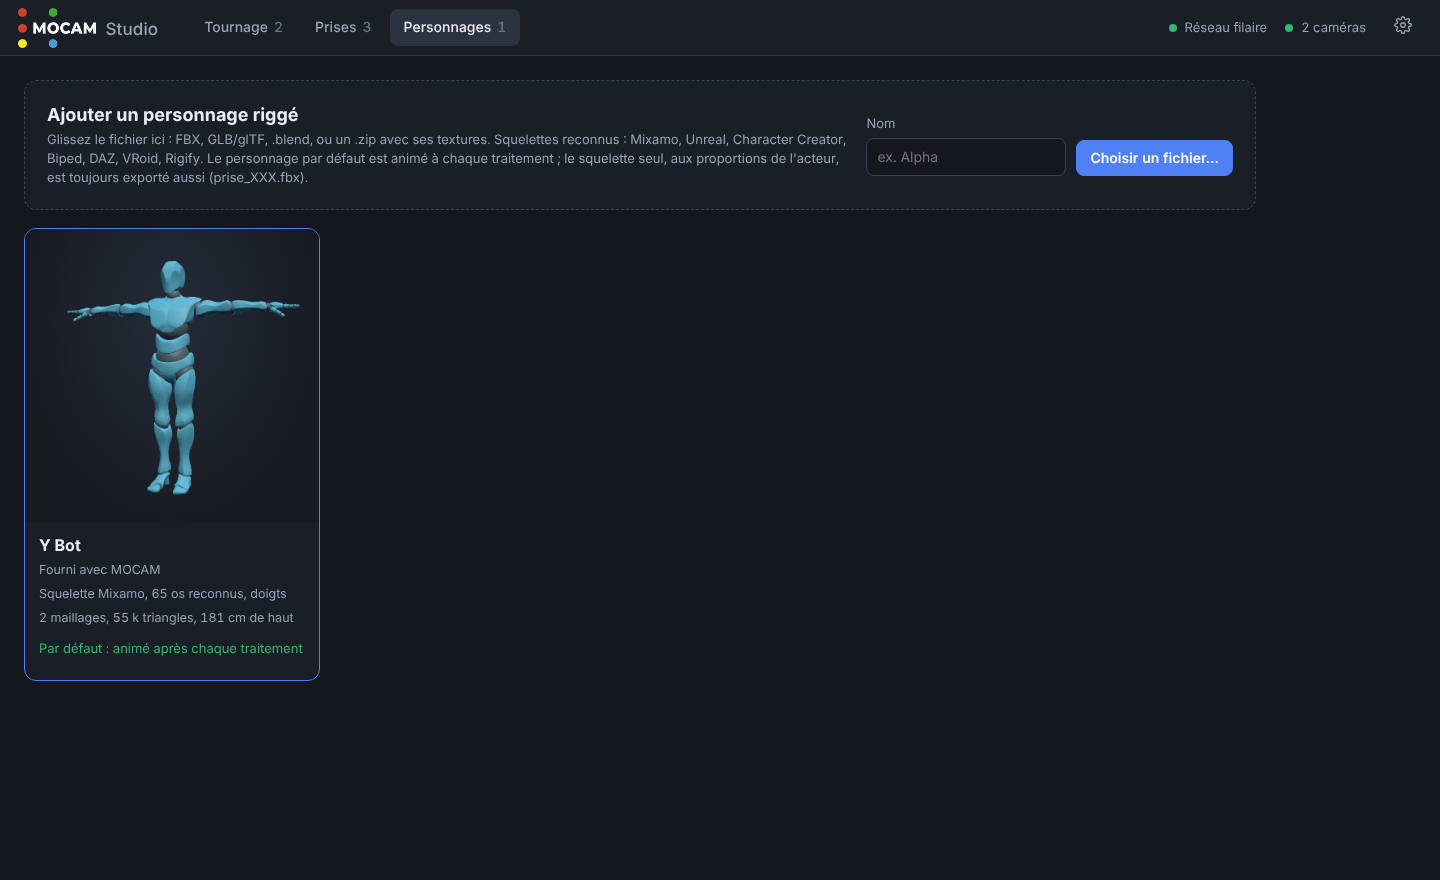 MOCAM Studio
Tournage 2
Prises 3
Personnages 1
Réseau filaire
2 caméras
Ajouter un personnage riggé
Glissez le fichier ici : FBX, GLB/glTF, .blend, ou un .zip avec ses textures. Squelettes reconnus : Mixamo, Unreal, Character Creator,
Biped, DAZ, VRoid, Rigify. Le personnage par défaut est animé à chaque traitement ; le squelette seul, aux proportions de l'acteur,
est toujours exporté aussi (prise_XXX.fbx).
Nom
ex. Alpha
Choisir un fichier...
Y Bot
Fourni avec MOCAM
Squelette Mixamo, 65 os reconnus, doigts
2 maillages, 55 k triangles, 181 cm de haut
Par défaut : animé après chaque traitement